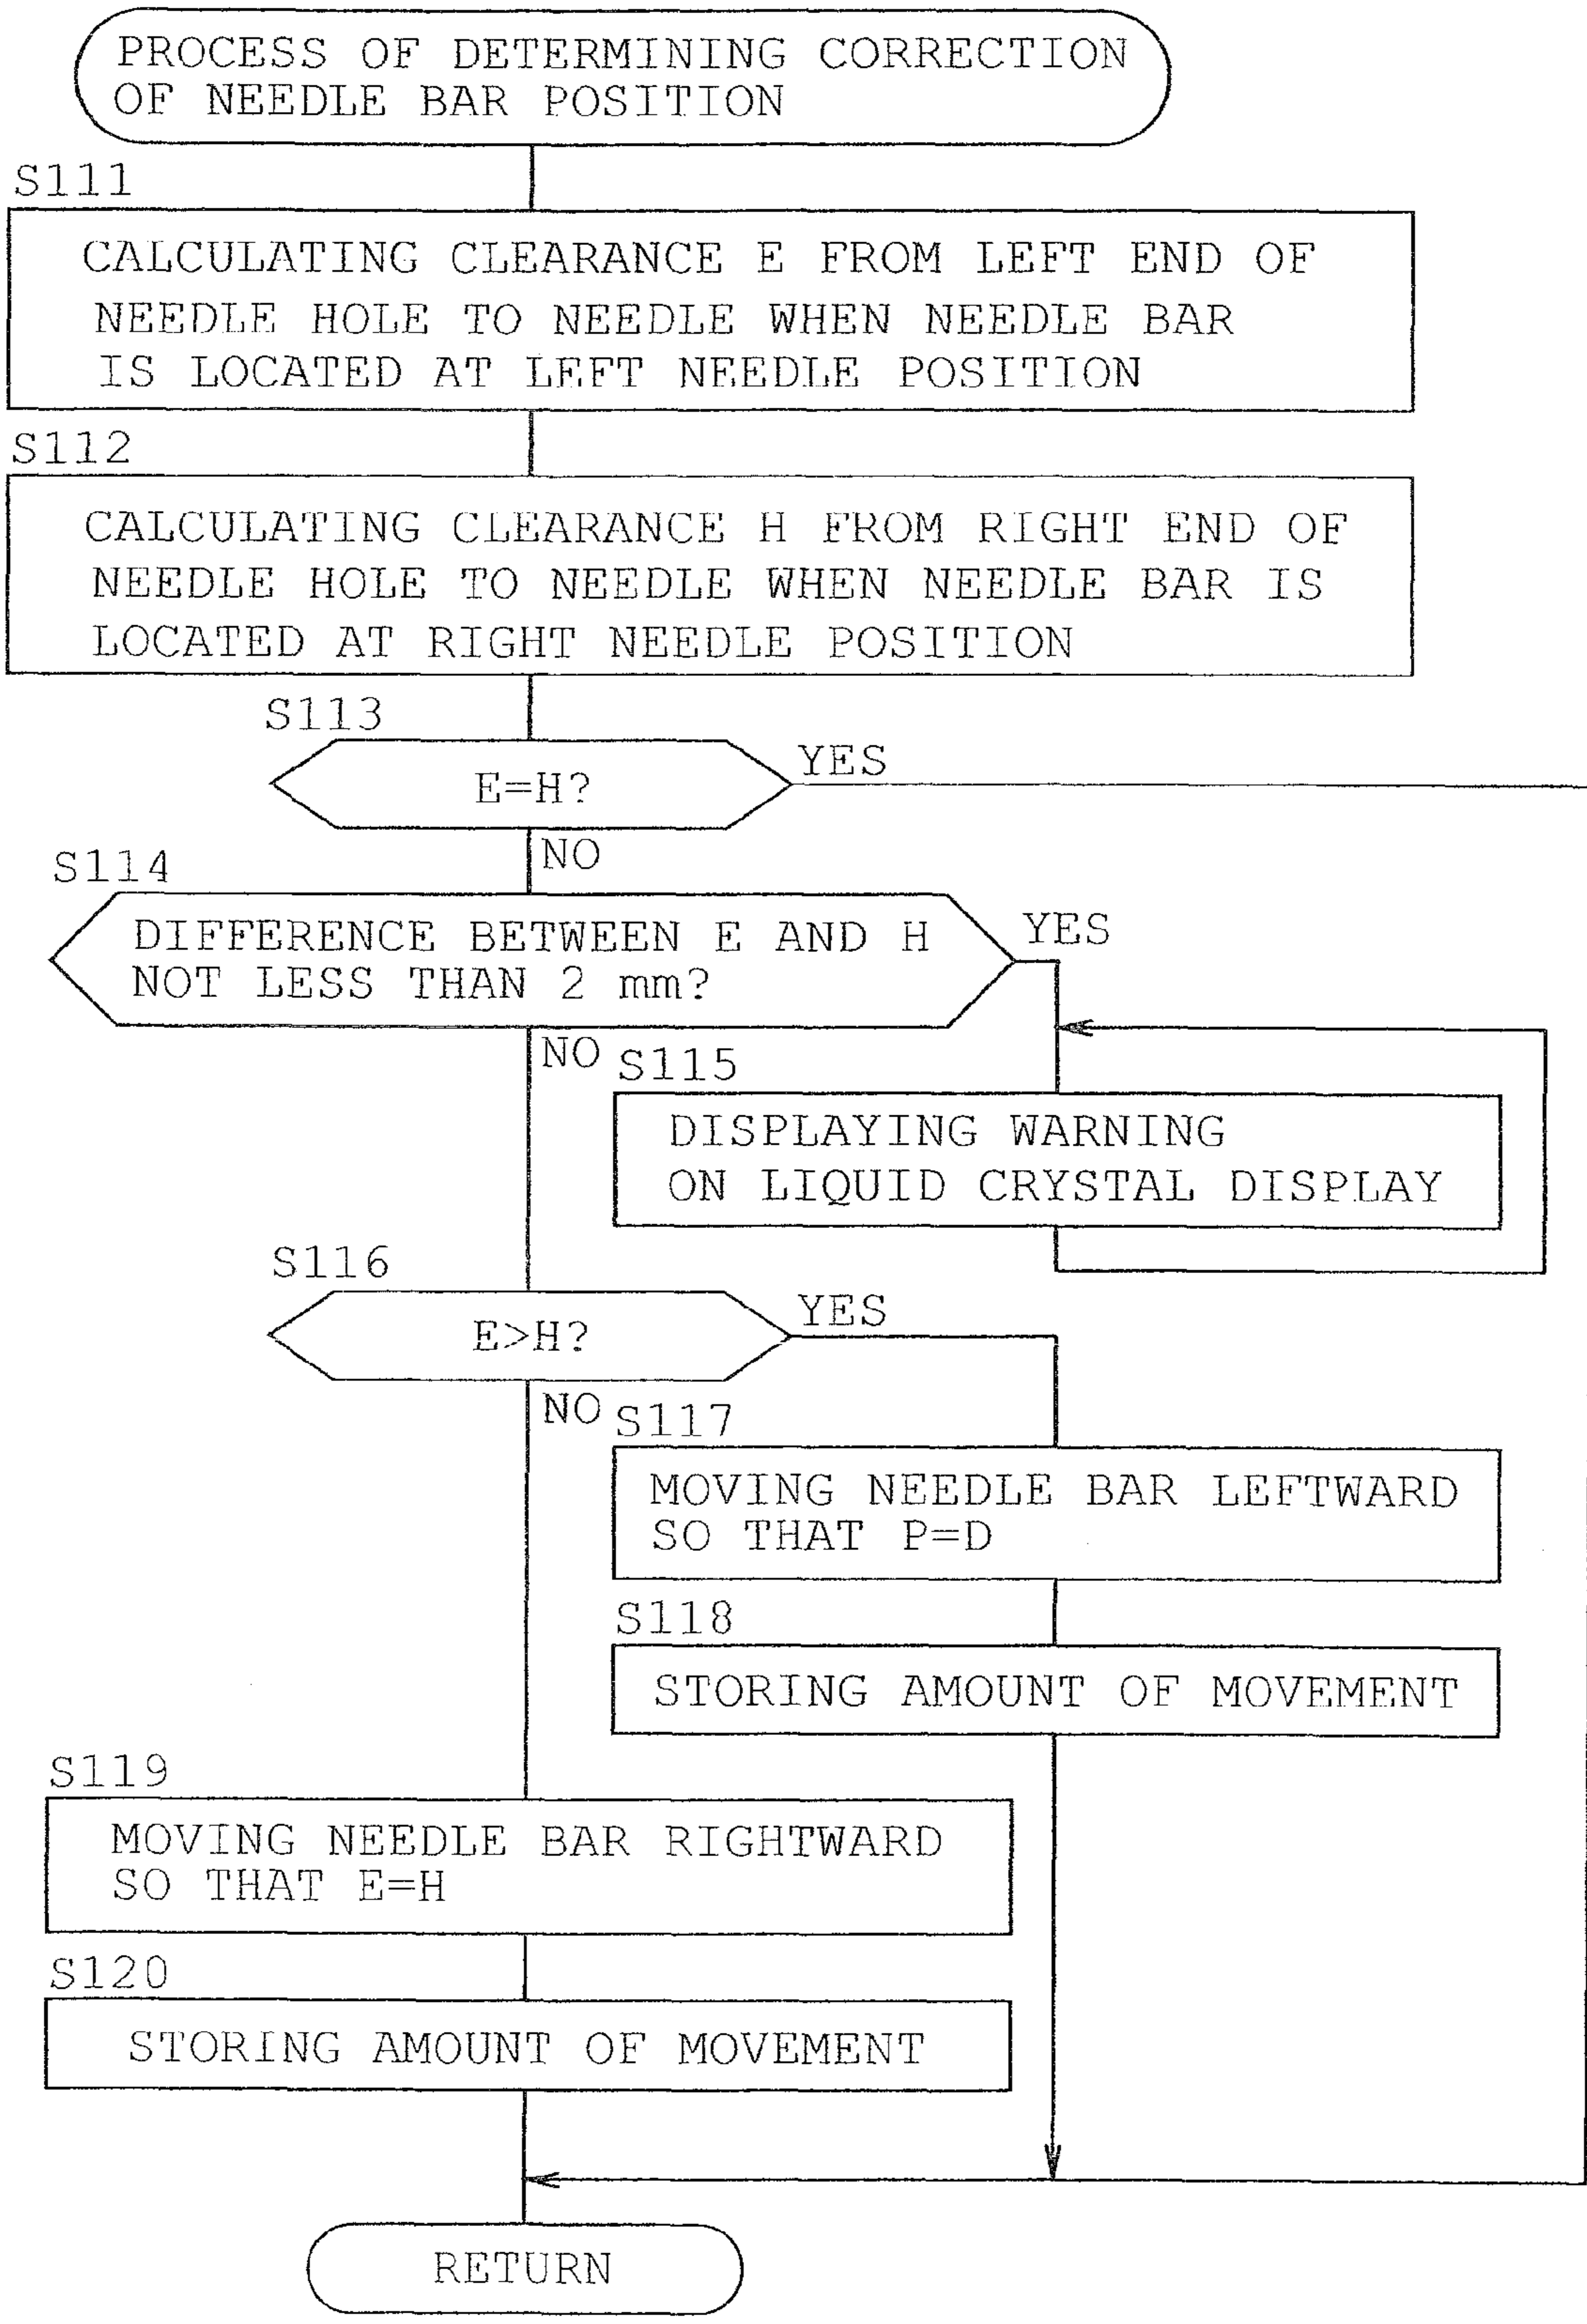 PROCESS OF DETERMINING CORRECTION
OF NEEDLE BAR POSITION
S111
CALCULATING CLEARANCE E FROM LEFT END OF
NEEDLE HOLE TO NEEDLE WHEN NEEDLE BAR
IS LOCATED AT LEFT NEEDLE POSITION
S112
CALCULATING CLEARANCE H FROM RIGHT END OF
NEEDLE HOLE TO NEEDLE WHEN NEEDLE BAR IS
LOCATED AT RIGHT NEEDLE POSITION
S113
E=H?
YES
NO
S114
DIFFERENCE BETWEEN E AND H
NOT LESS THAN 2 mm?
YES
NO
S115
DISPLAYING WARNING
ON LIQUID CRYSTAL DISPLAY
S116
E>H?
YES
NO
S117
MOVING NEEDLE BAR LEFTWARD
SO THAT P=D
S118
STORING AMOUNT OF MOVEMENT
S119
MOVING NEEDLE BAR RIGHTWARD
SO THAT E=H
S120
STORING AMOUNT OF MOVEMENT
RETURN